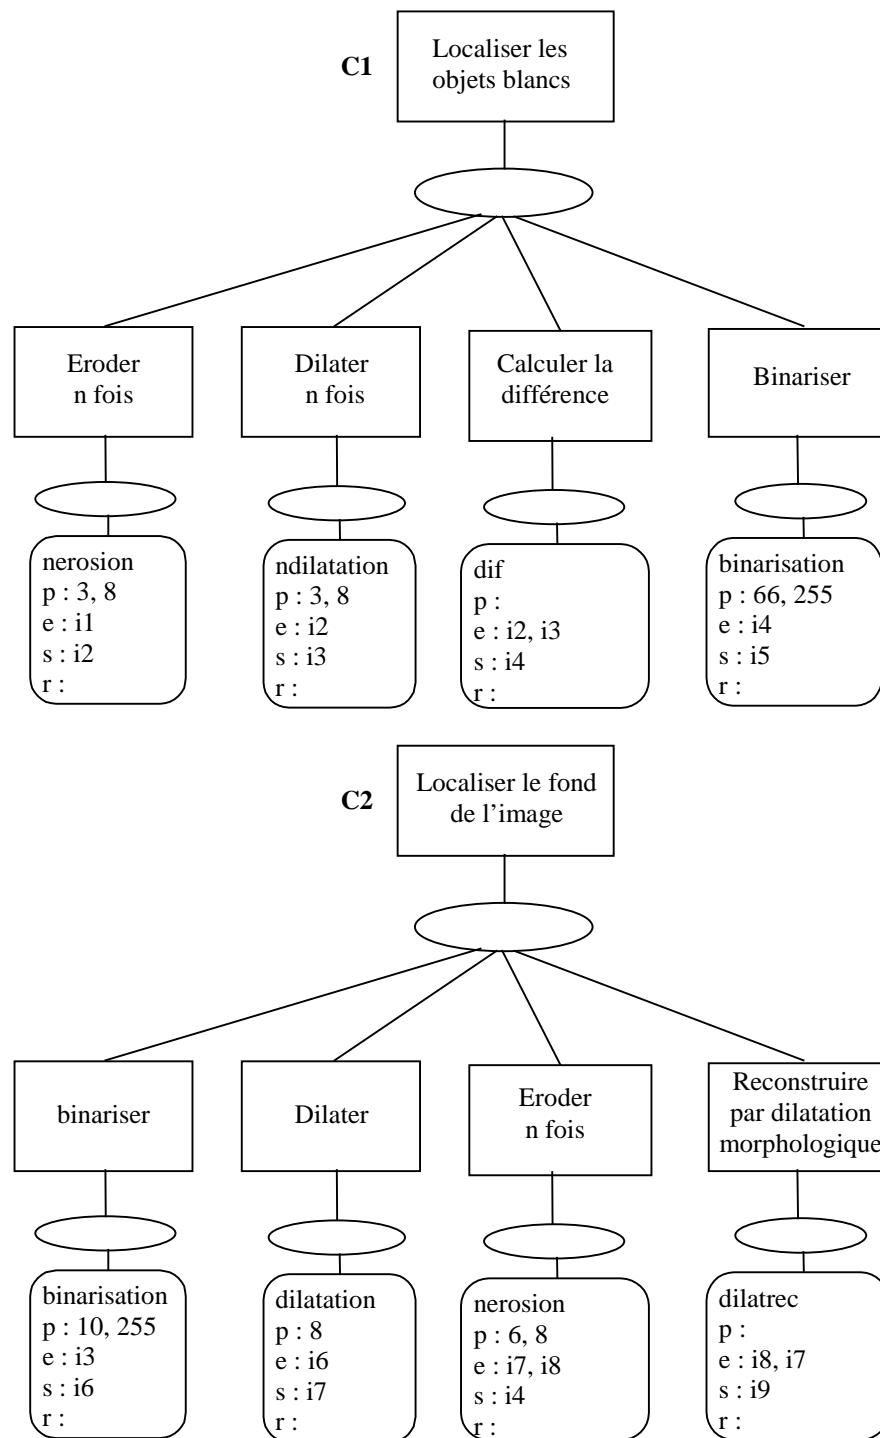 C1
Localiser les
objets blancs
Eroder
n fois
Dilater
n fois
Calculer la
différence
Binariser
nerosion
p : 3, 8
e : i1
s : i2
r :
ndilatation
p : 3, 8
e : i2
s : i3
r :
dif
p :
e : i2, i3
s : i4
r :
binarisation
p : 66, 255
e : i4
s : i5
r :
C2
Localiser le fond
de l'image
binariser
Dilater
Eroder
n fois
Reconstruire
par dilatation
morphologique
binarisation
p : 10, 255
e : i3
s : i6
r :
dilatation
p : 8
e : i6
s : i7
r :
nerosion
p : 6, 8
e : i7, i8
s : i4
r :
dilatrec
p :
e : i8, i7
s : i9
r :